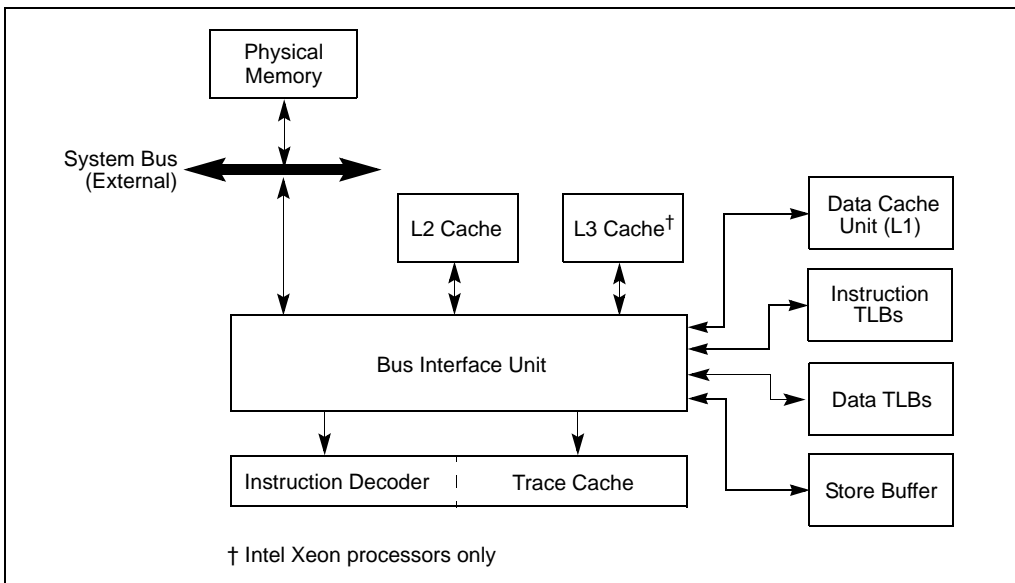 Physical
Memory
System Bus
(External)
L2 Cache
L3 Cache†
Data Cache
Unit (L1)
Instruction
TLBs
Bus Interface Unit
Data TLBs
Instruction Decoder
Trace Cache
Store Buffer
† Intel Xeon processors only